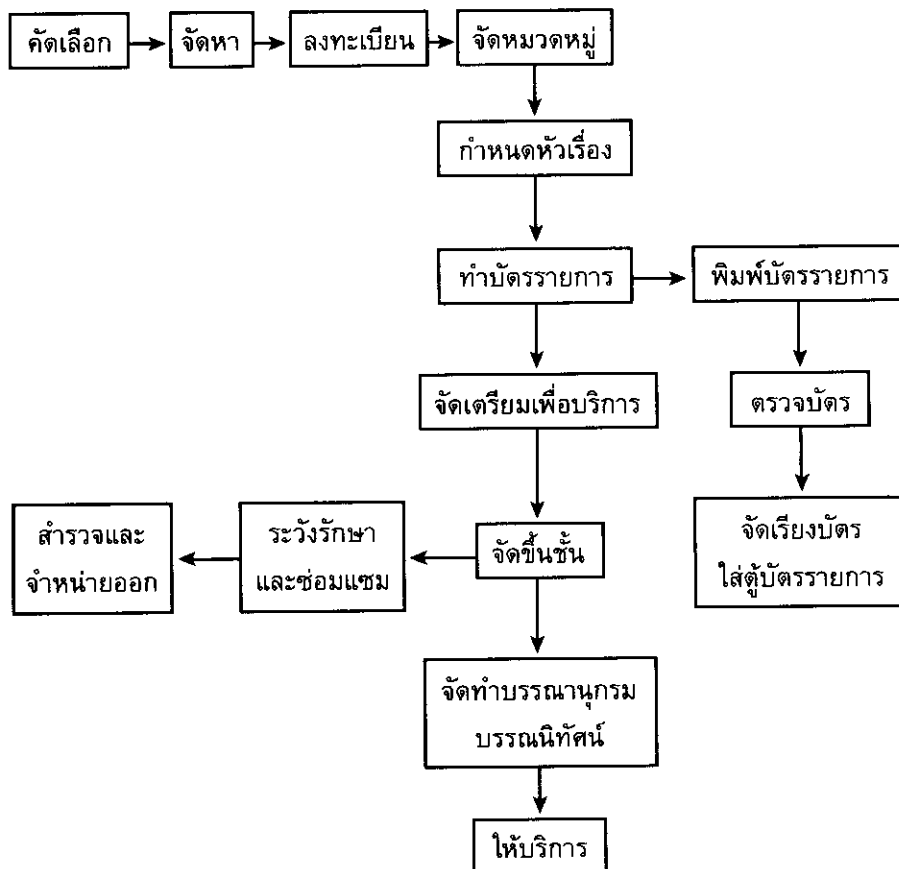 คัดเลือก
จัดหา
ลงทะเบียน
จัดหมวดหมู่
กำหนดหัวเรื่อง
ทำบัตรรายการ
พิมพ์บัตรรายการ
จัดเตรียมเพื่อบริการ
ตรวจบัตร
สำรวจและ
จำหน่ายออก
ระวังรักษา
และซ่อมแซม
จัดขึ้นชั้น
จัดเรียงบัตร
ใส่ตู้บัตรรายการ
จัดทำบรรณานุกรม
บรรณนิทัศน์
ให้บริการ